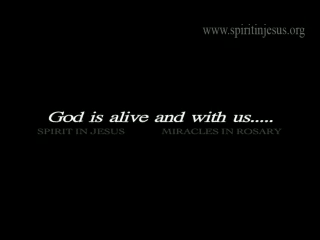 www.spiritinjesus.org
God is alive and with us.....
SPIRIT IN JESUS MIRACLES IN ROSARY